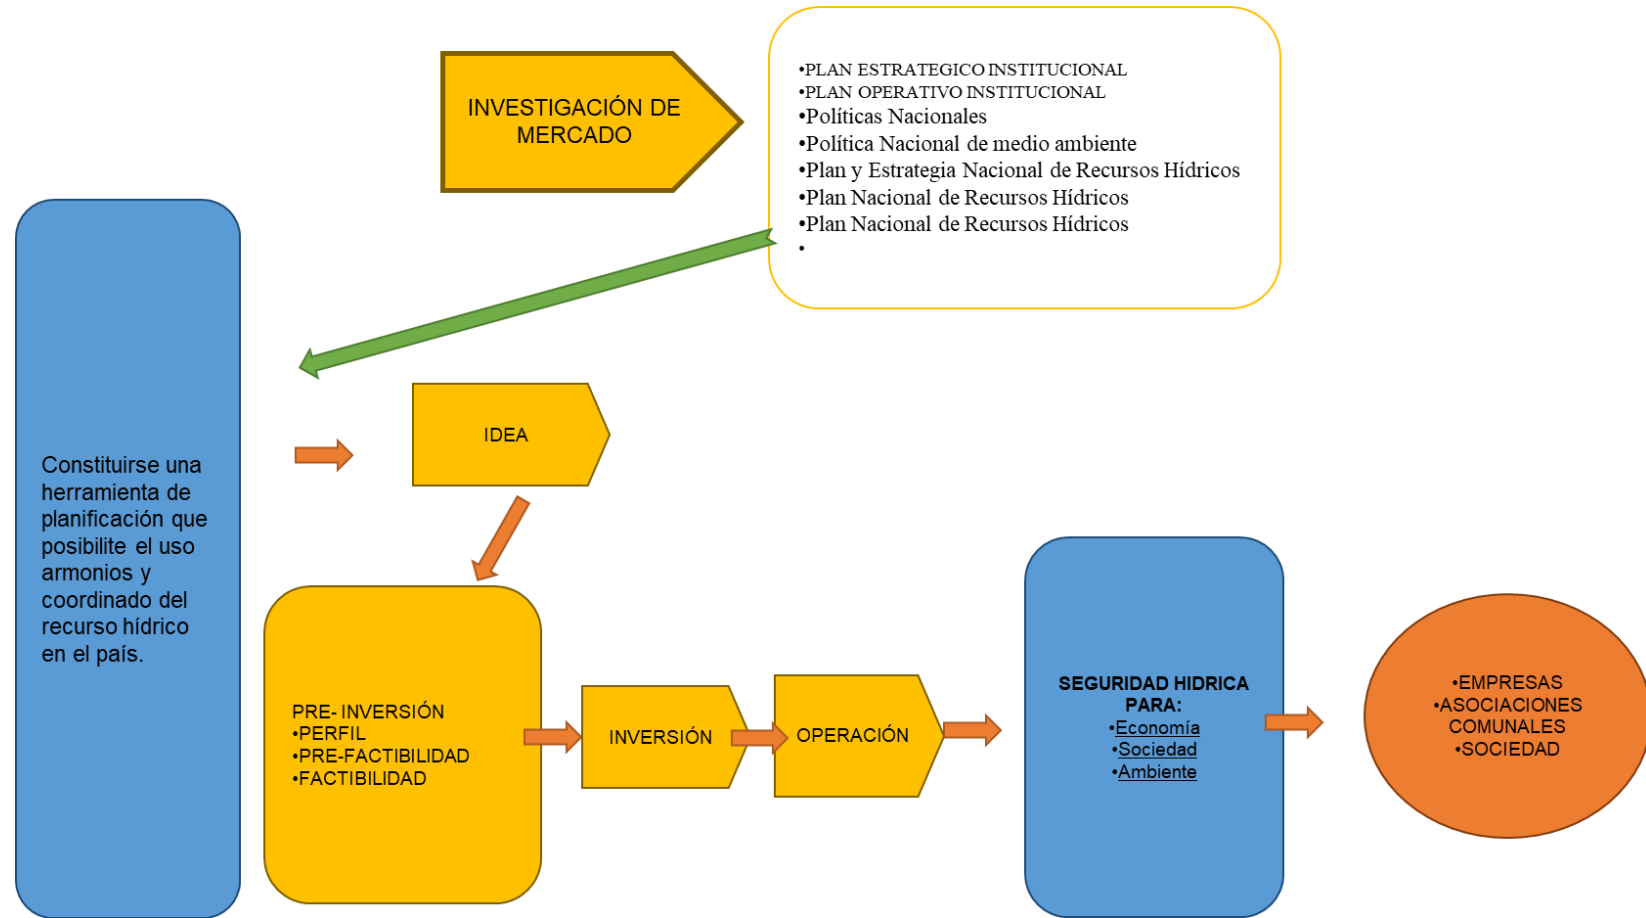 INVESTIGACIÓN DE
MERCADO
•PLAN ESTRATEGICO INSTITUCIONAL
•PLAN OPERATIVO INSTITUCIONAL
•Políticas Nacionales
•Política Nacional de medio ambiente
•Plan y Estrategia Nacional de Recursos Hídricos
•Plan Nacional de Recursos Hídricos
•Plan Nacional de Recursos Hídricos
•
Constituirse una
herramienta de
planificación que
posibilite el uso
armonios y
coordinado del
recurso hídrico
en el país.
IDEA
PRE- INVERSIÓN
•PERFIL
•PRE-FACTIBILIDAD
•FACTIBILIDAD
INVERSIÓN
OPERACIÓN
SEGURIDAD HIDRICA
PARA:
•Economía
•Sociedad
•Ambiente
•EMPRESAS
•ASOCIACIONES
COMUNALES
•SOCIEDAD